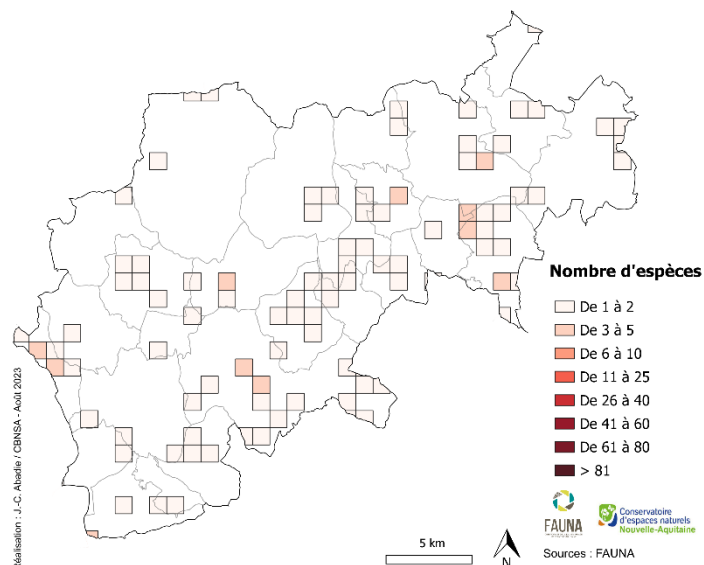 Nombre d'espèces
De 1 à 2
De 3 à 5
De 6 à 10
De 11 à 25
De 26 à 40
De 41 à 60
De 61 à 80
> 81
Réalisation : J.-C. Abadie / CBNSA - Août 2023
5 km
N
FAUNA
Conservatoire
d'espaces naturels
Nouvelle-Aquitaine
Sources : FAUNA